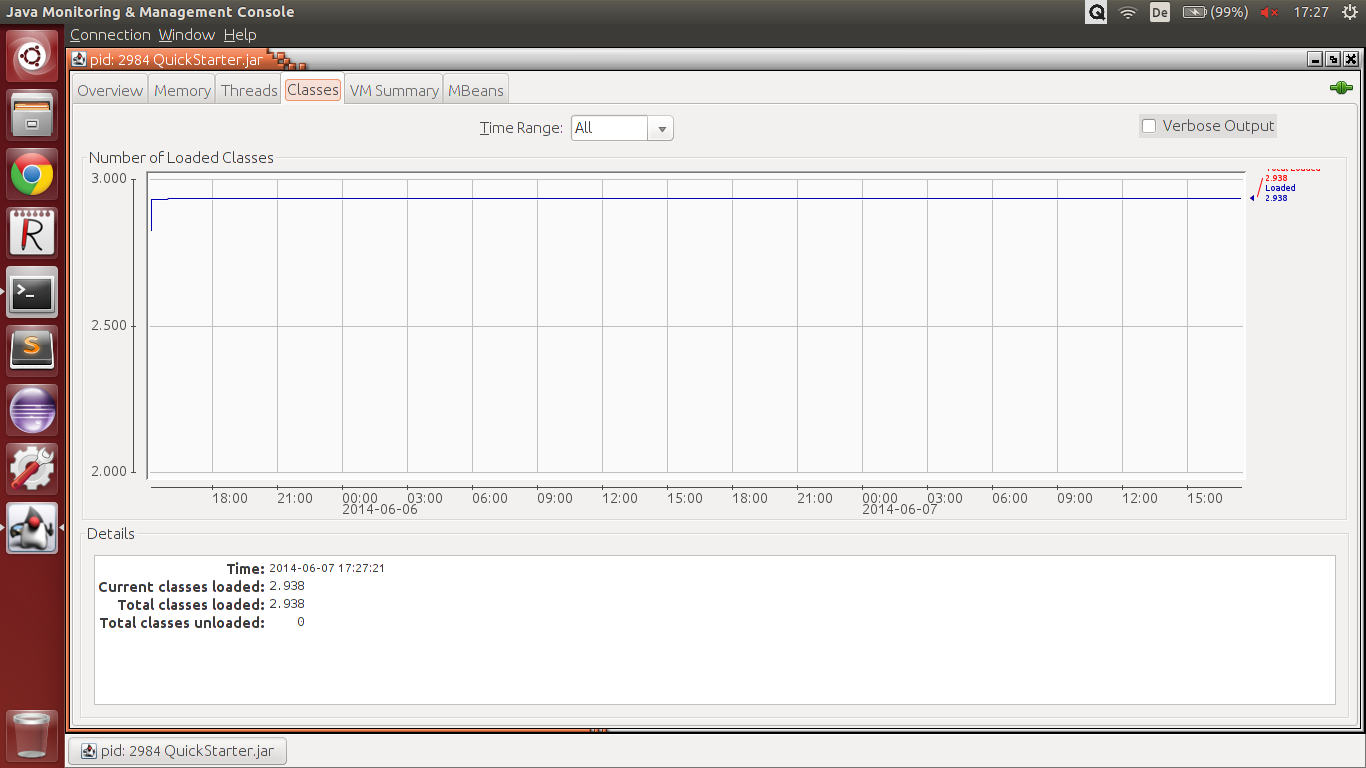 Java Monitoring & Management Console
De (99%) 17:27
Connection Window Help
pid: 2984 QuickStarter.jar
Overview Memory Threads Classes VM Summary MBeans
Time Range: All Verbose Output
Number of Loaded Classes
3.000
2.500
2.000
Total Loaded
2.938
Loaded
2.938
18:00 21:00 00:00 03:00 06:00 09:00 12:00 15:00 18:00 21:00 00:00 03:00 06:00 09:00 12:00 15:00
2014-06-06 2014-06-07
Details
Time: 2014-06-07 17:27:21
Current classes loaded: 2.938
Total classes loaded: 2.938
Total classes unloaded: 0
pid: 2984 QuickStarter.jar